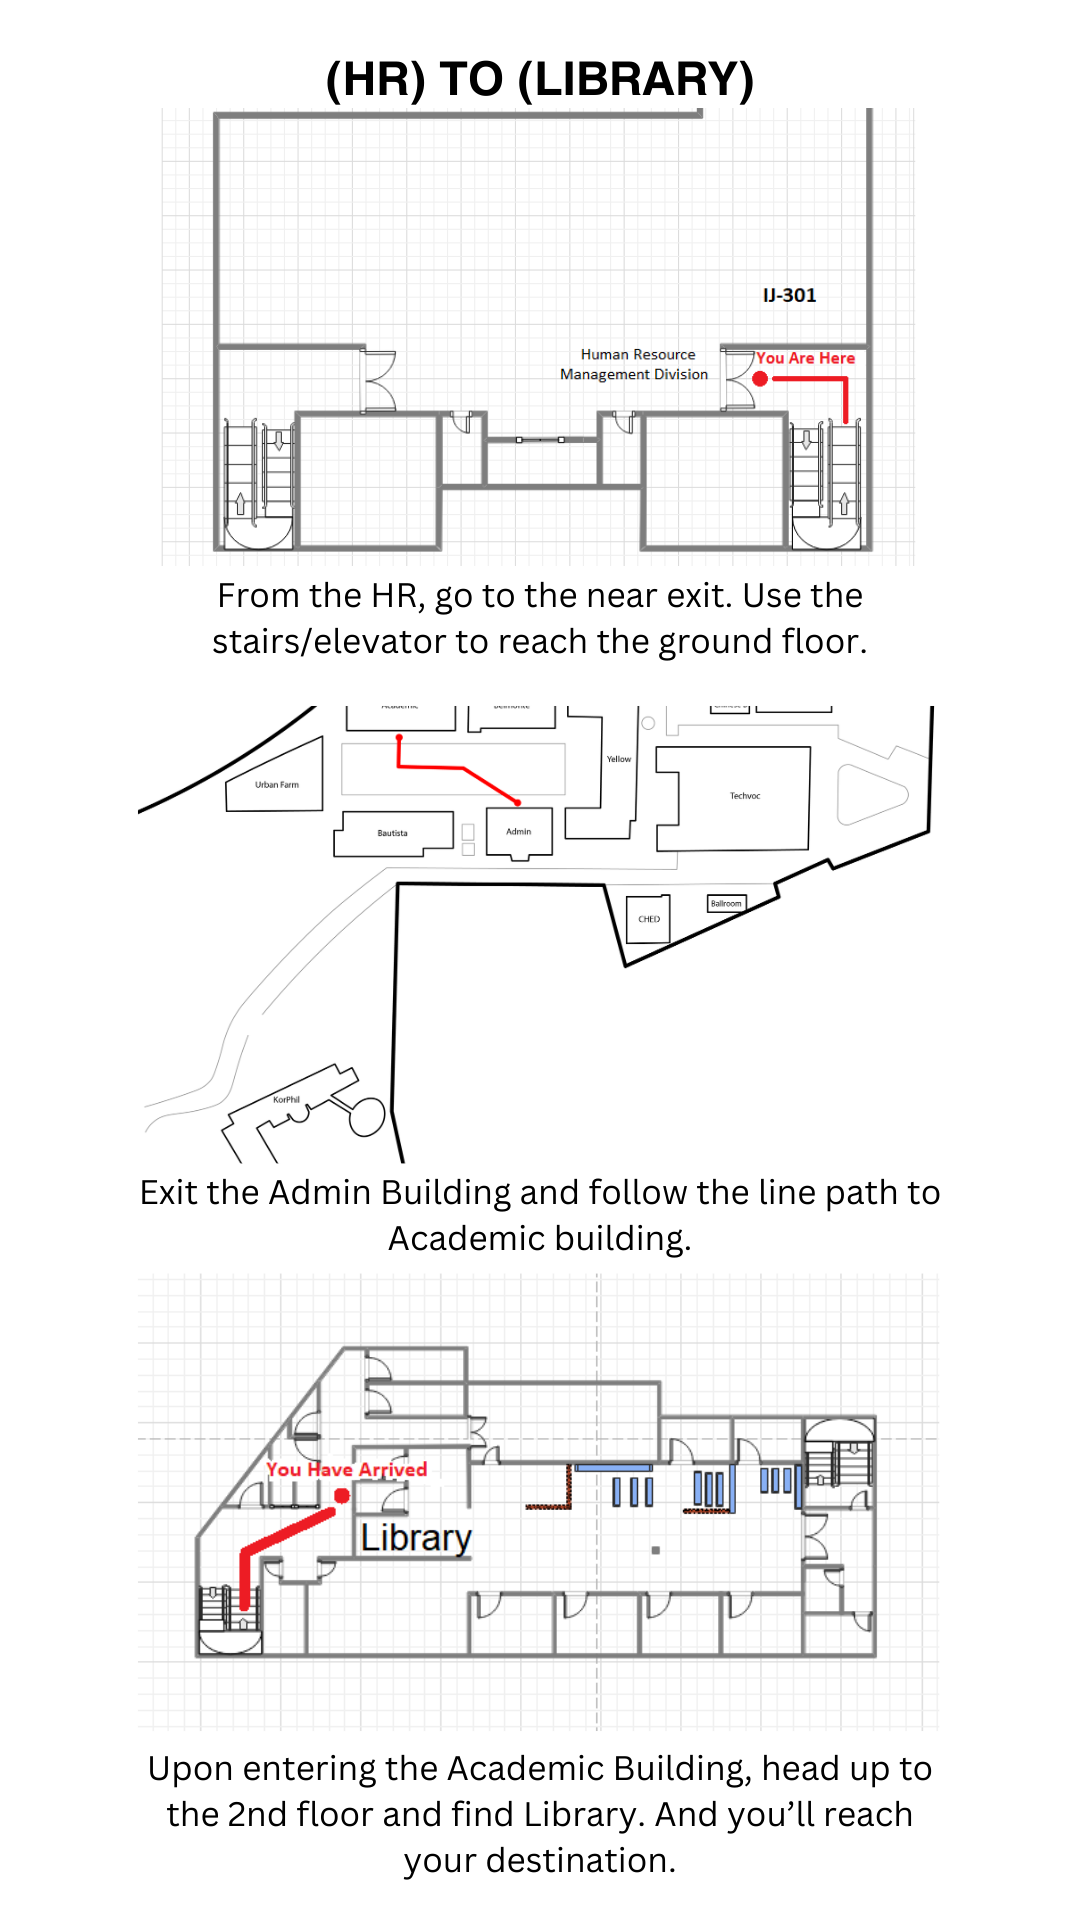 (HR) TO (LIBRARY)
IJ-301
Human Resource
Management Division
You Are Here
From the HR, go to the near exit. Use the
stairs/elevator to reach the ground floor.
Academic
Belmonte
Yellow
Urban Farm
Techvoc
Bautista
Admin
CHED
Ballroom
KorPhil
Exit the Admin Building and follow the line path to
Academic building.
You Have Arrived
Library
Upon entering the Academic Building, head up to
the 2nd floor and find Library. And you’ll reach
your destination.